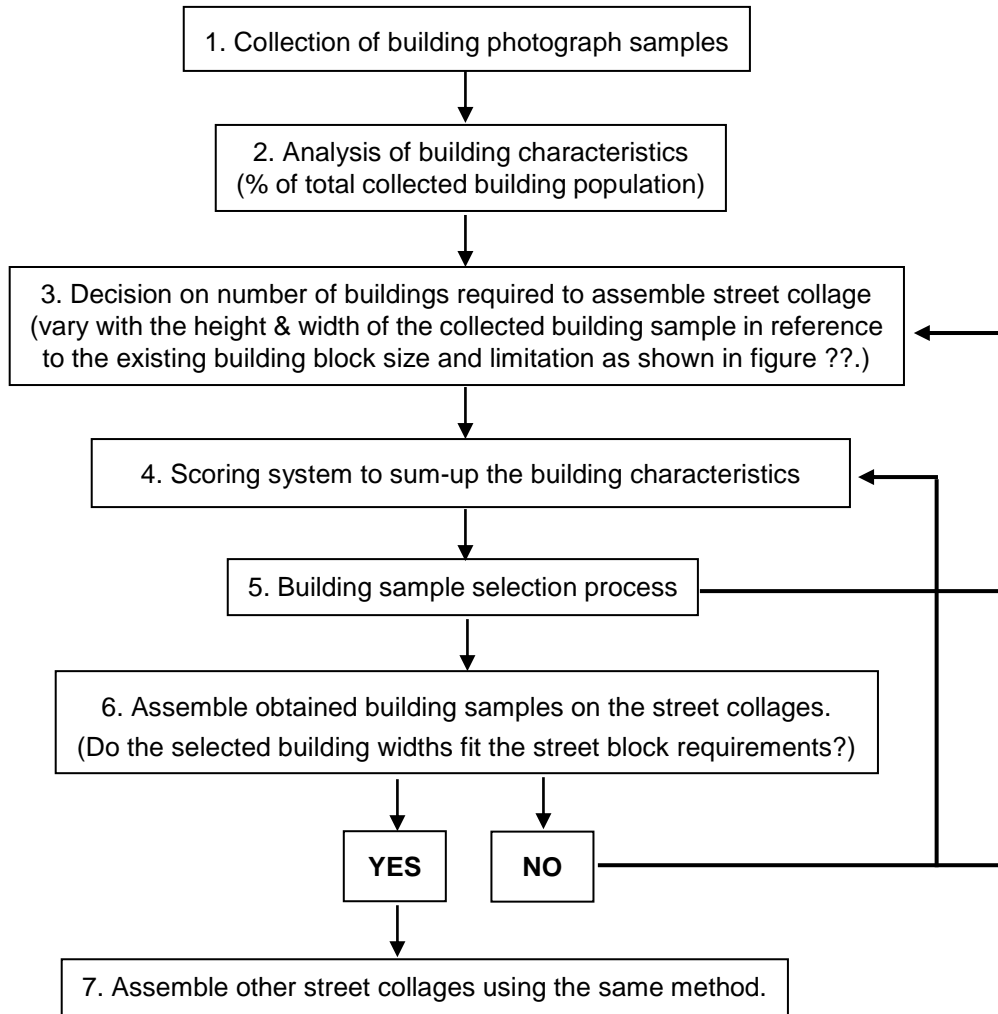 1. Collection of building photograph samples
2. Analysis of building characteristics
(% of total collected building population)
3. Decision on number of buildings required to assemble street collage
(vary with the height & width of the collected building sample in reference
to the existing building block size and limitation as shown in figure ??.)
4. Scoring system to sum-up the building characteristics
5. Building sample selection process
6. Assemble obtained building samples on the street collages.
(Do the selected building widths fit the street block requirements?)
YES
NO
7. Assemble other street collages using the same method.